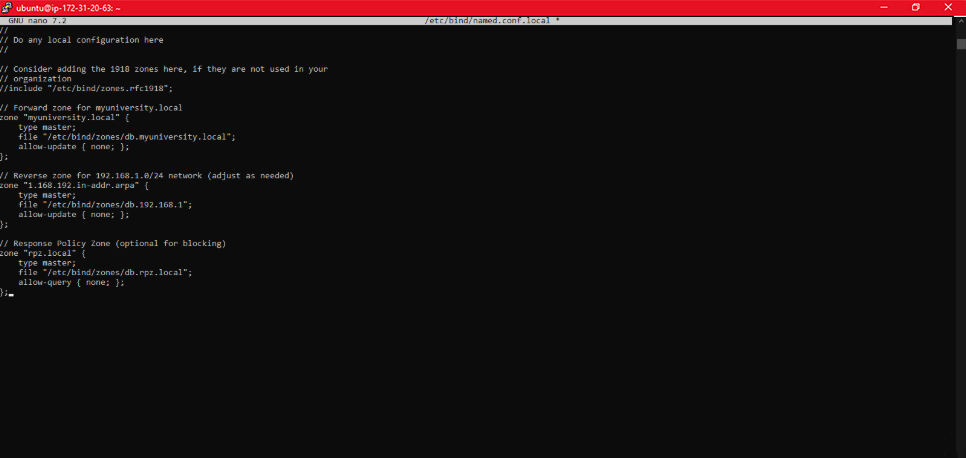 ubuntu@ip-172-31-20-63: ~
GNU nano 7.2 /etc/bind/named.conf.local *
//
// Do any local configuration here
//
// Consider adding the 1918 zones here, if they are not used in your
// organization
//include "/etc/bind/zones.rfc1918";
// Forward zone for myuniversity.local
zone "myuniversity.local" {
type master;
file "/etc/bind/zones/db.myuniversity.local";
allow-update { none; };
};
// Reverse zone for 192.168.1.0/24 network (adjust as needed)
zone "1.168.192.in-addr.arpa" {
type master;
file "/etc/bind/zones/db.192.168.1";
allow-update { none; };
};
// Response Policy Zone (optional for blocking)
zone "rpz.local" {
type master;
file "/etc/bind/zones/db.rpz.local";
allow-query { none; };
};